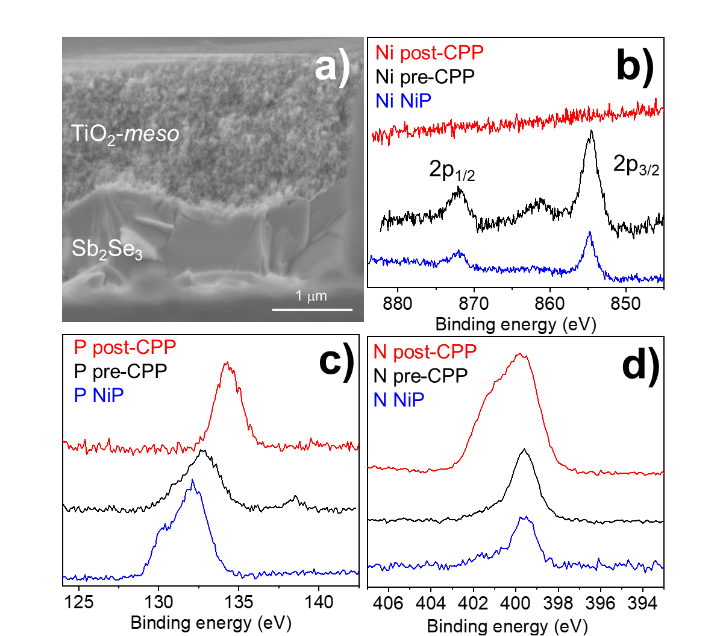 a)
TiO2-meso
Sb2Se3
1 μm
b)
Ni post-CPP
Ni pre-CPP
Ni NiP
2p1/2
2p3/2
880 870 860 850
Binding energy (eV)
c)
P post-CPP
P pre-CPP
P NiP
125 130 135 140
Binding energy (eV)
d)
N post-CPP
N pre-CPP
N NiP
406 404 402 400 398 396 394
Binding energy (eV)